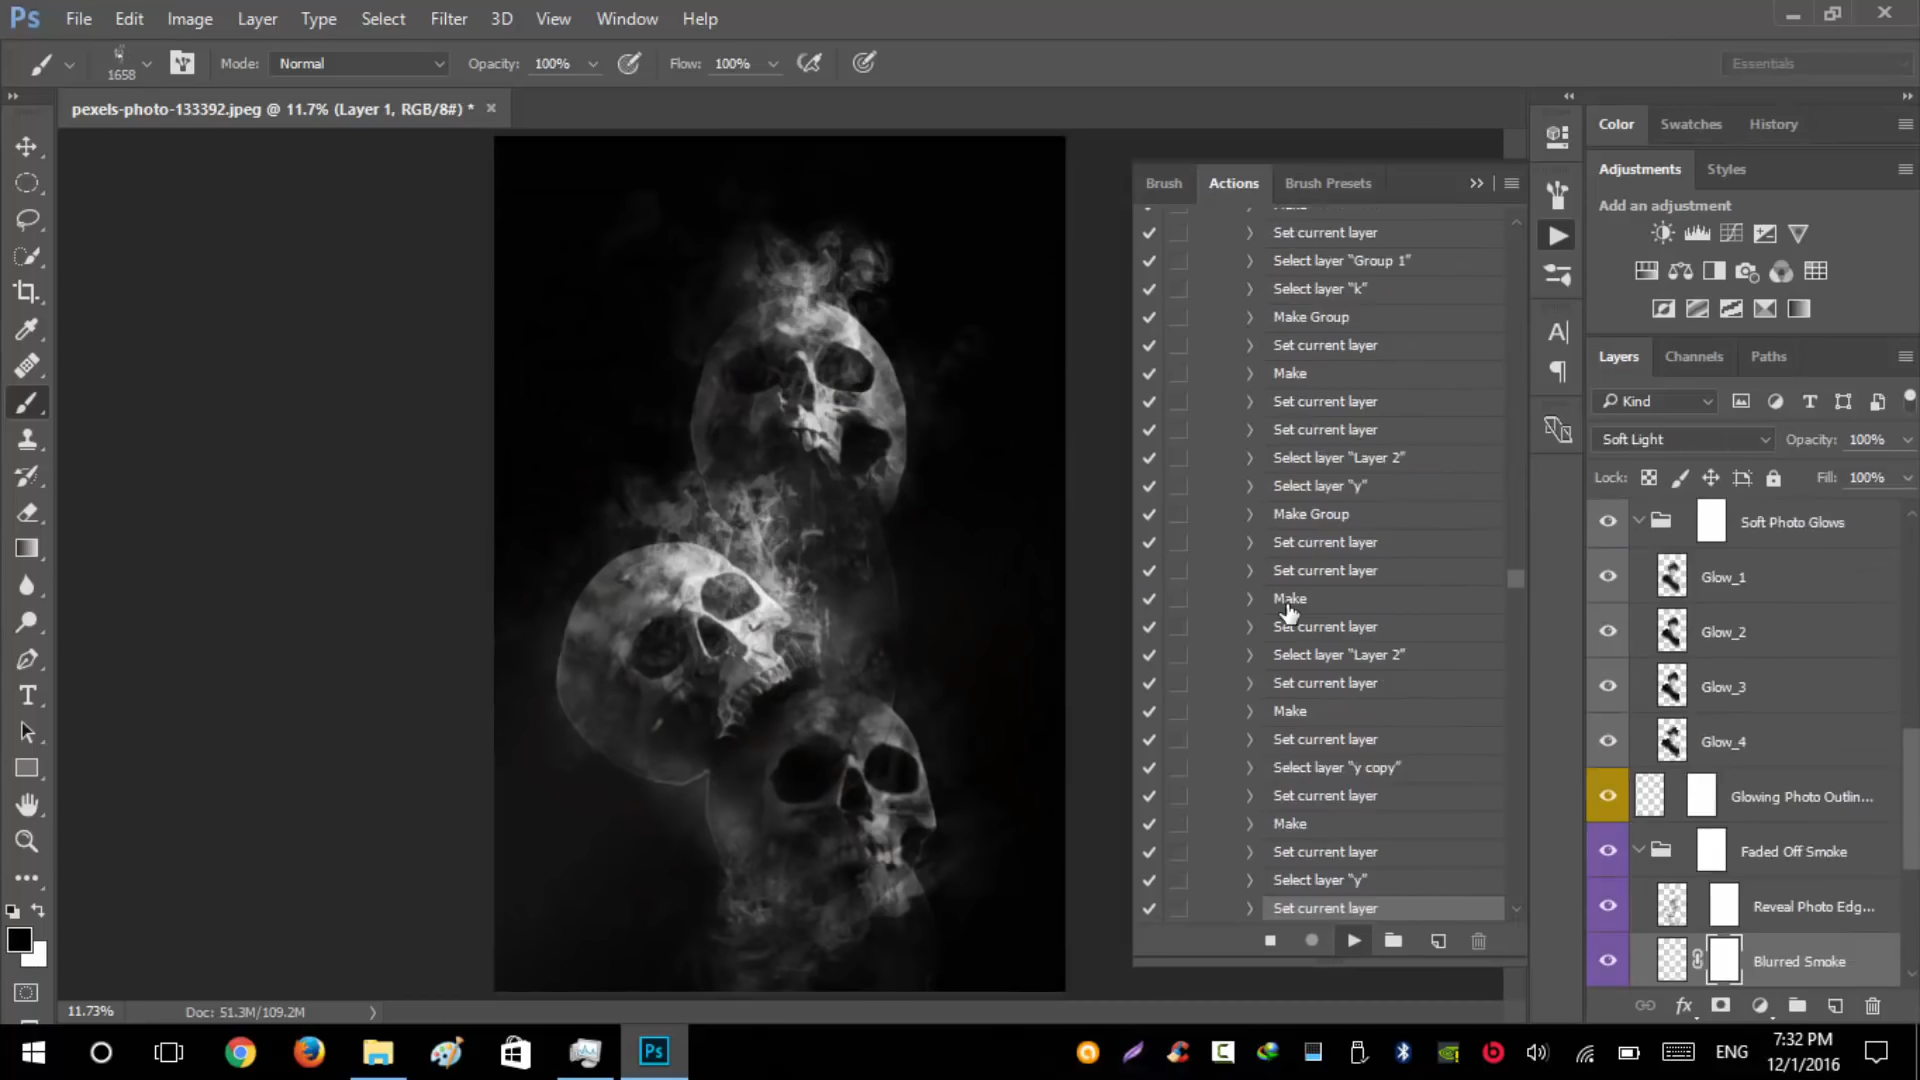 Ps File Edit Image Layer Type Select Filter 3D View Window Help
1658 Mode: Normal Opacity: 100% Flow: 100% Essentials
pexels-photo-133392.jpeg @ 11.7% (Layer 1, RGB/8#) *
Brush Actions Brush Presets
Set current layer
Select layer “Group 1”
Select layer “k”
Make Group
Set current layer
Make
Set current layer
Set current layer
Select layer “Layer 2”
Select layer “y”
Make Group
Set current layer
Set current layer
Make
Set current layer
Select layer “Layer 2”
Set current layer
Make
Set current layer
Select layer “y copy”
Set current layer
Make
Set current layer
Select layer “y”
Set current layer
Color Swatches History
Adjustments Styles
Add an adjustment
Layers Channels Paths
Kind
Soft Light Opacity: 100%
Lock: Fill: 100%
Soft Photo Glows
Glow_1
Glow_2
Glow_3
Glow_4
Glowing Photo Outlin...
Faded Off Smoke
Reveal Photo Edg...
Blurred Smoke
fx
11.73% Doc: 51.3M/109.2M
Ps ENG 7:32 PM
12/1/2016